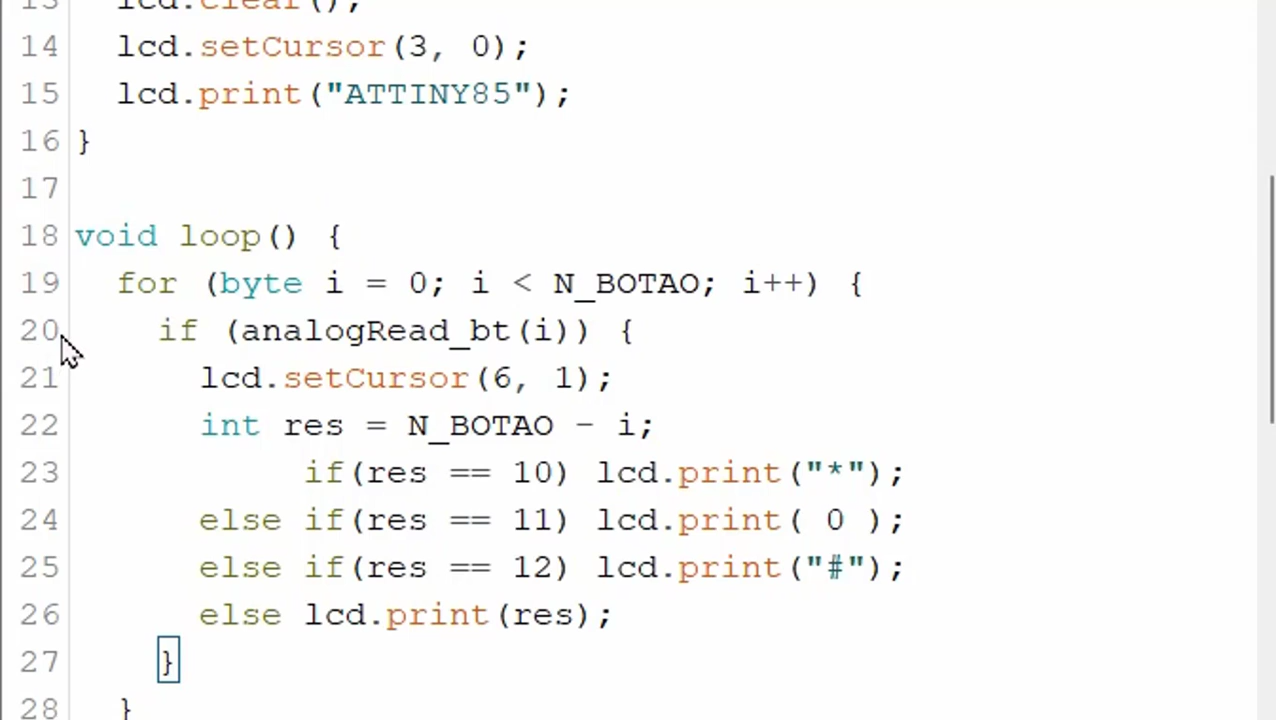 13   lcd.clear();
14   lcd.setCursor(3, 0);
15   lcd.print("ATTINY85");
16 }
17
18 void loop() {
19   for (byte i = 0; i < N_BOTAO; i++) {
20     if (analogRead_bt(i)) {
21       lcd.setCursor(6, 1);
22       int res = N_BOTAO - i;
23            if(res == 10) lcd.print("*");
24       else if(res == 11) lcd.print( 0 );
25       else if(res == 12) lcd.print("#");
26       else lcd.print(res);
27     }
28   }